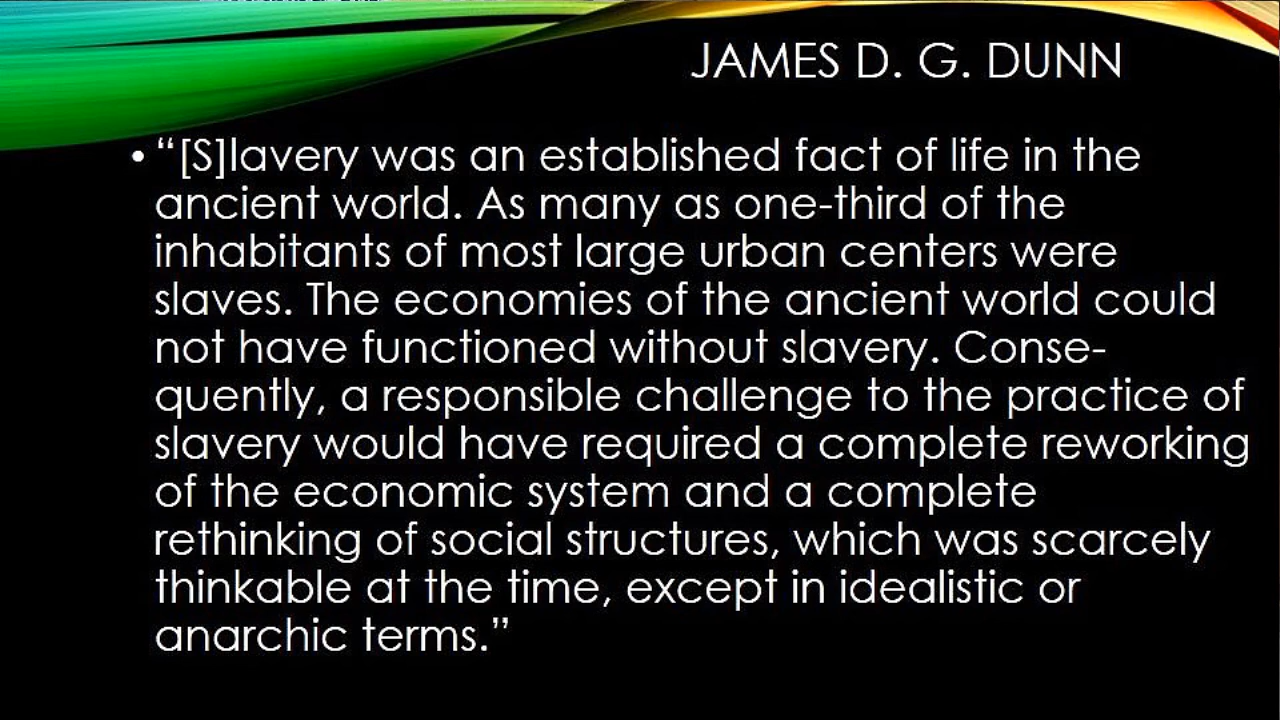 JAMES D. G. DUNN
• “[S]lavery was an established fact of life in the
ancient world. As many as one-third of the
inhabitants of most large urban centers were
slaves. The economies of the ancient world could
not have functioned without slavery. Conse-
quently, a responsible challenge to the practice of
slavery would have required a complete reworking
of the economic system and a complete
rethinking of social structures, which was scarcely
thinkable at the time, except in idealistic or
anarchic terms.”